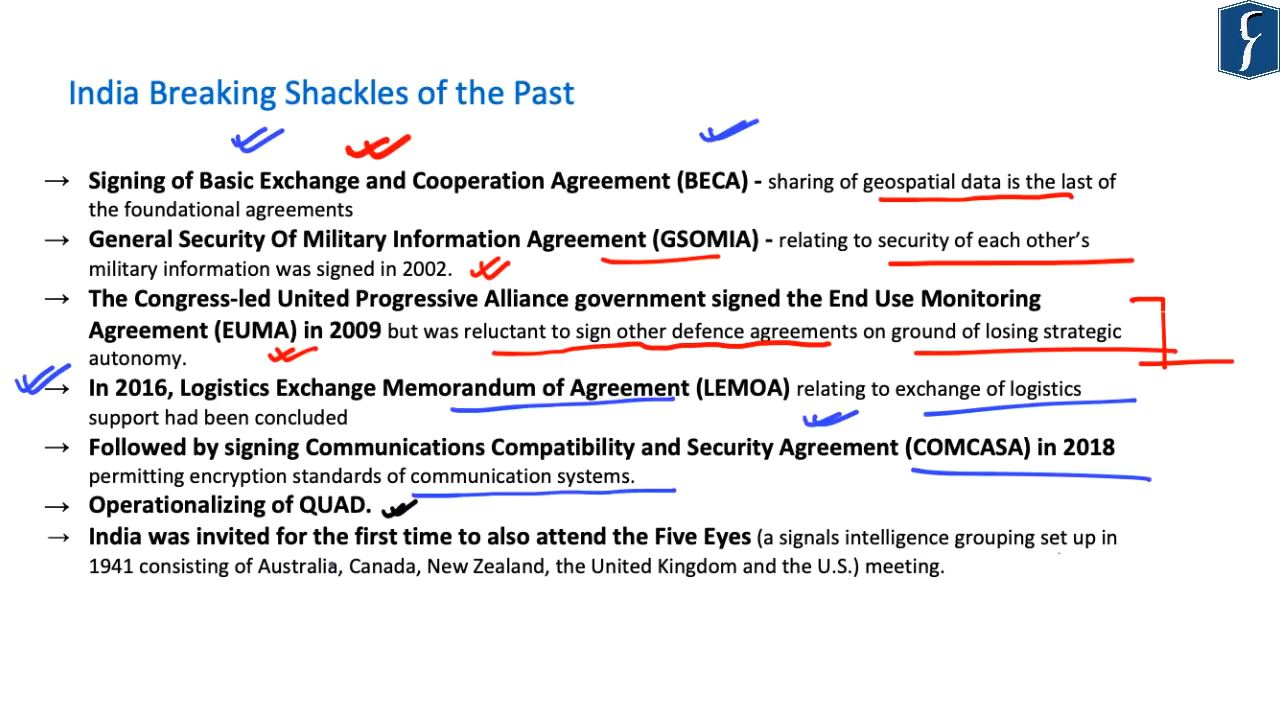 India Breaking Shackles of the Past
→ Signing of Basic Exchange and Cooperation Agreement (BECA) - sharing of geospatial data is the last of
the foundational agreements
→ General Security Of Military Information Agreement (GSOMIA) - relating to security of each other's
military information was signed in 2002.
→ The Congress-led United Progressive Alliance government signed the End Use Monitoring
Agreement (EUMA) in 2009 but was reluctant to sign other defence agreements on ground of losing strategic
autonomy.
→ In 2016, Logistics Exchange Memorandum of Agreement (LEMOA) relating to exchange of logistics
support had been concluded
→ Followed by signing Communications Compatibility and Security Agreement (COMCASA) in 2018
permitting encryption standards of communication systems.
→ Operationalizing of QUAD.
→ India was invited for the first time to also attend the Five Eyes (a signals intelligence grouping set up in
1941 consisting of Australia, Canada, New Zealand, the United Kingdom and the U.S.) meeting.